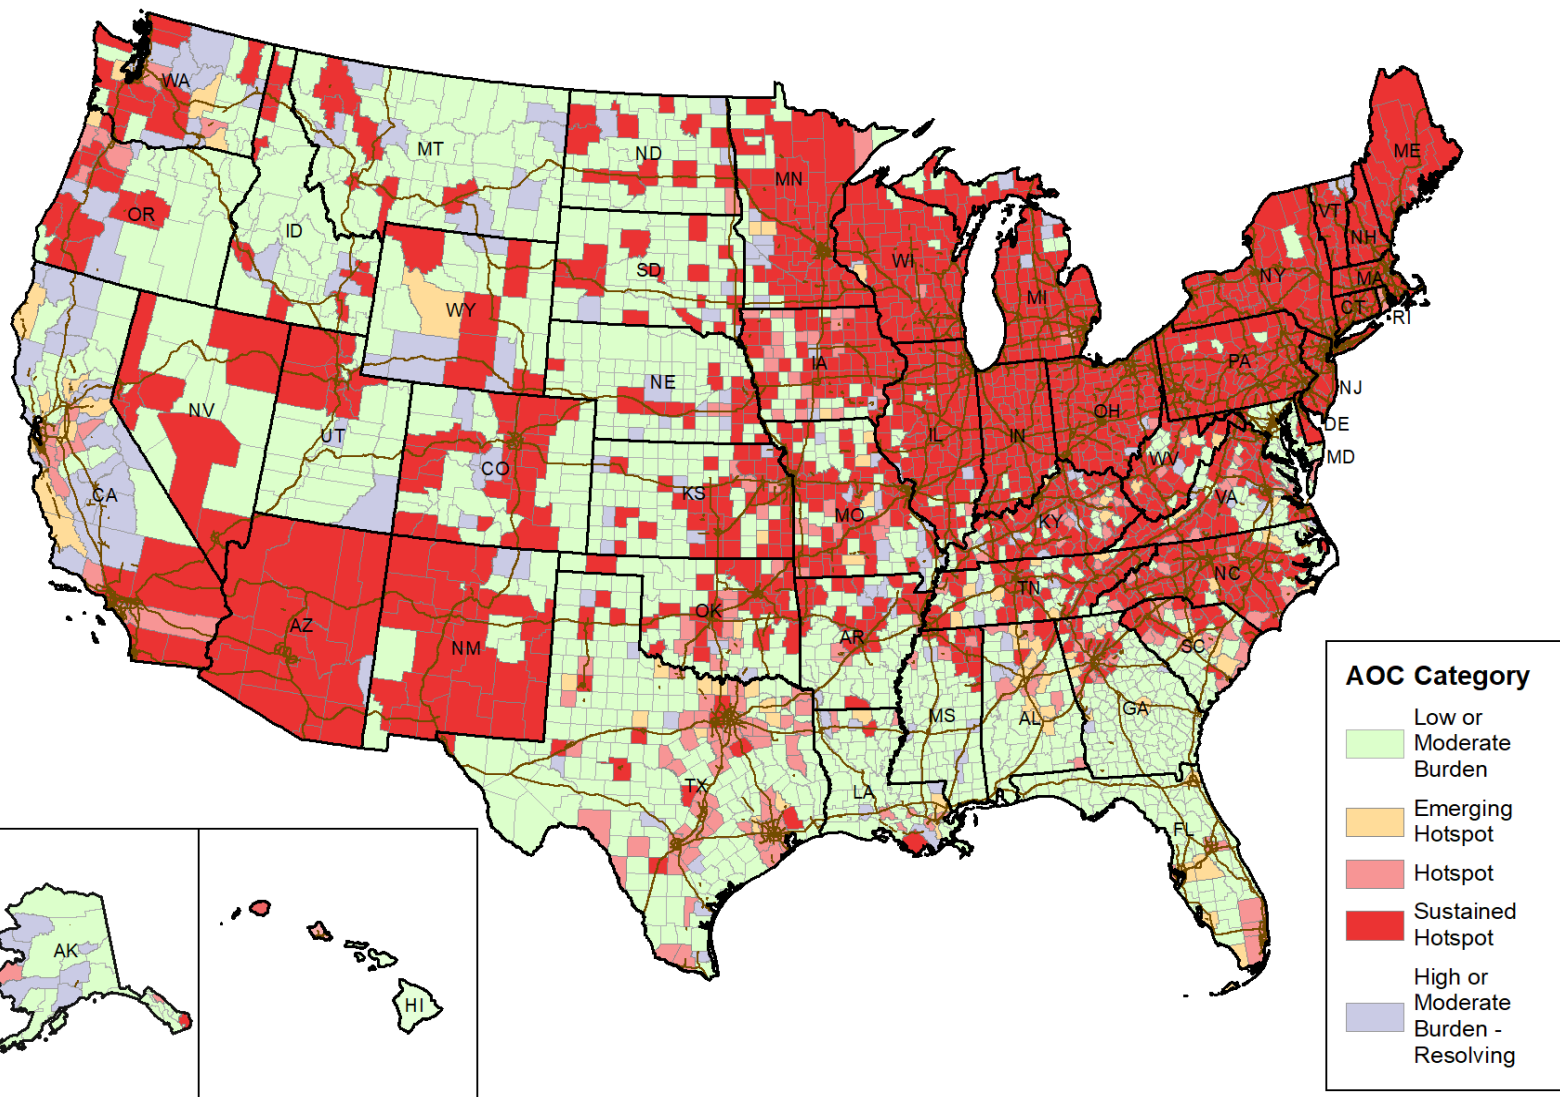 WA
MT
ND
MN
ME
OR
ID
SD
WI
VT
NH
WY
MI
NY
MA
CT
RI
NV
UT
NE
IA
PA
NJ
CO
IL
IN
OH
DE
MD
CA
KS
MO
WV
VA
KY
AZ
NM
OK
AR
TN
NC
SC
TX
LA
MS
AL
GA
FL
AK
HI
AOC Category
Low or
Moderate
Burden
Emerging
Hotspot
Hotspot
Sustained
Hotspot
High or
Moderate
Burden -
Resolving